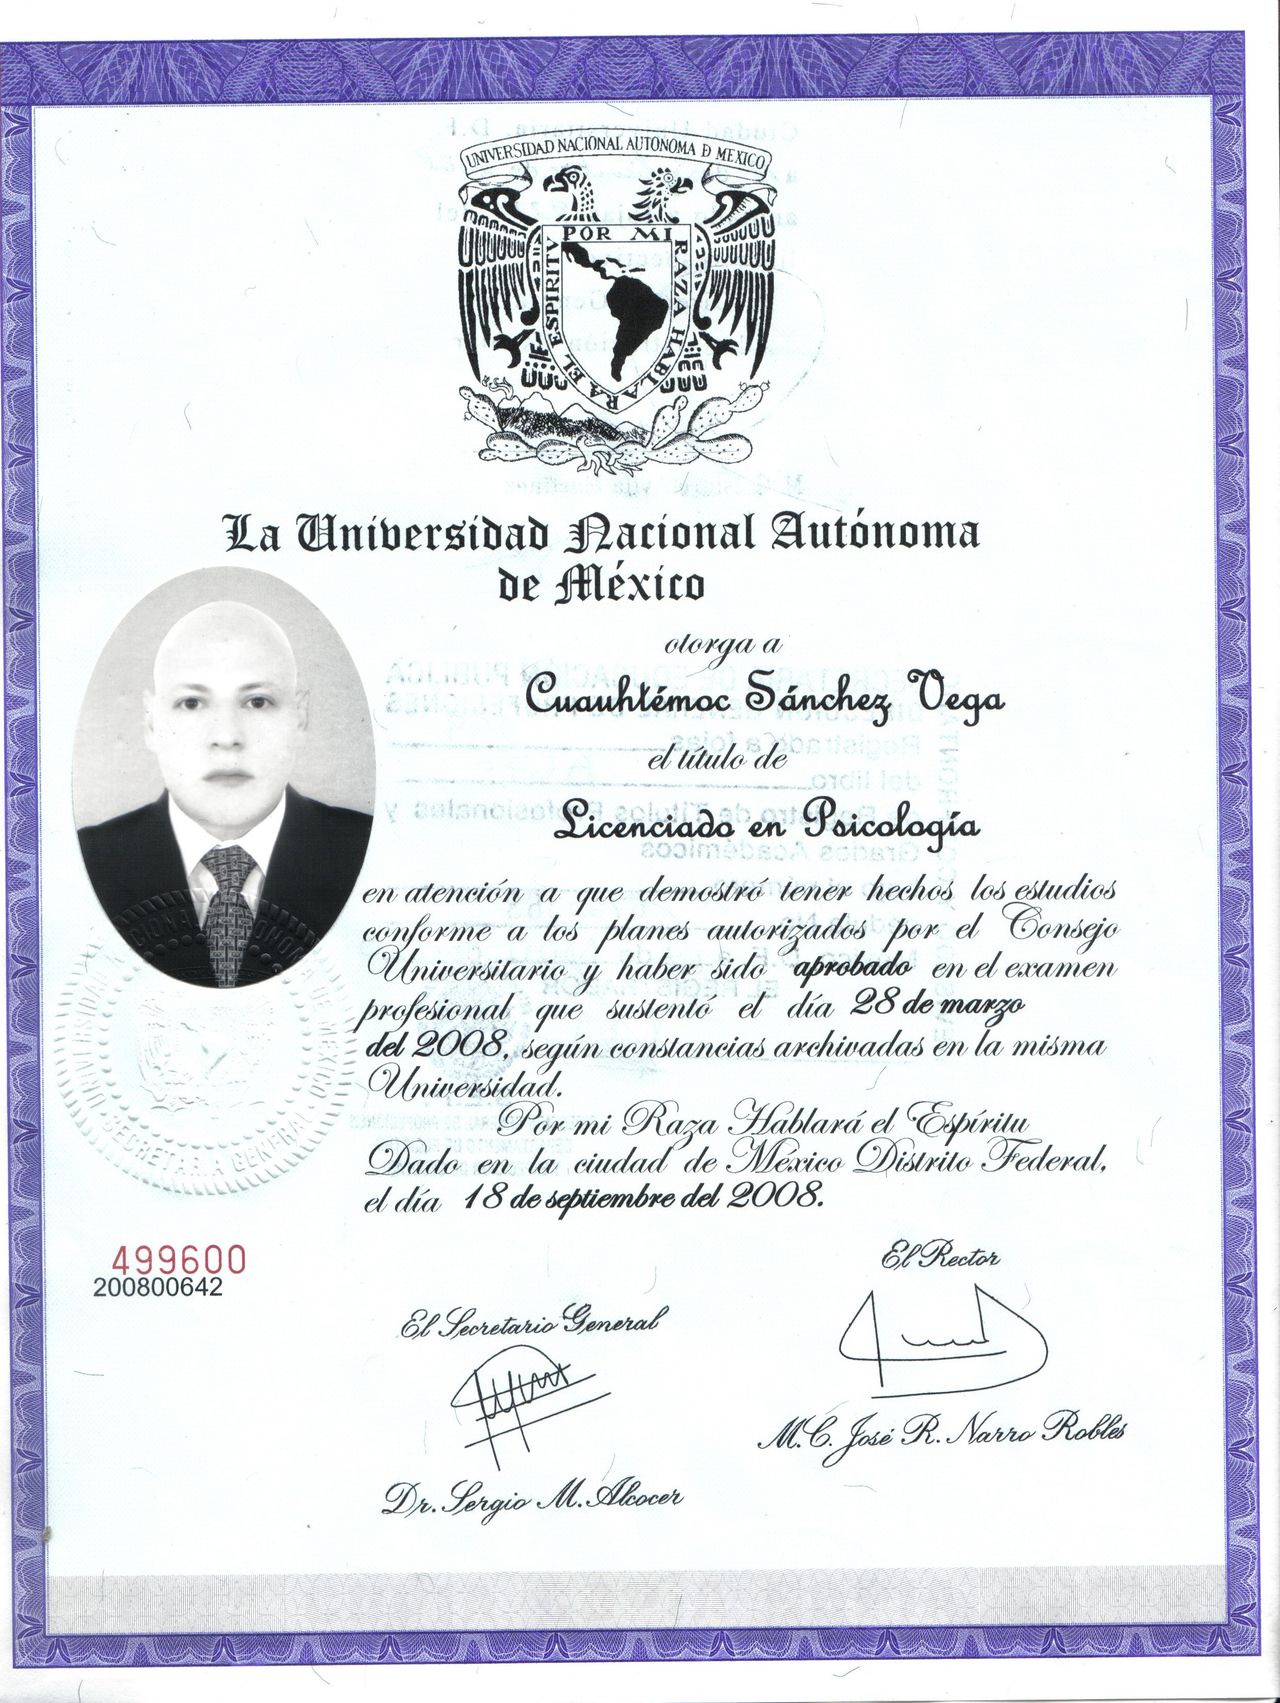 UNIVERSIDAD NACIONAL AUTONOMA D MEXICO
POR MI RAZA HABLARA EL ESPIRITV
La Universidad Nacional Autónoma
de México
otorga a
Cuauhtémoc Sánchez Vega
el título de
Licenciado en Psicología
en atención a que demostró tener hechos los estudios
conforme a los planes autorizados por el Consejo
Universitario y haber sido aprobado en el examen
profesional que sustentó el día 28 de marzo
del 2008, según constancias archivadas en la misma
Universidad.
Por mi Raza Hablará el Espíritu
Dado en la ciudad de México Distrito Federal,
el día 18 de septiembre del 2008.
SECRETARIA GENERAL
499600
200800642
El Rector
El Secretario General
M.C. José R. Narro Robles
Dr. Sergio M. Alcocer